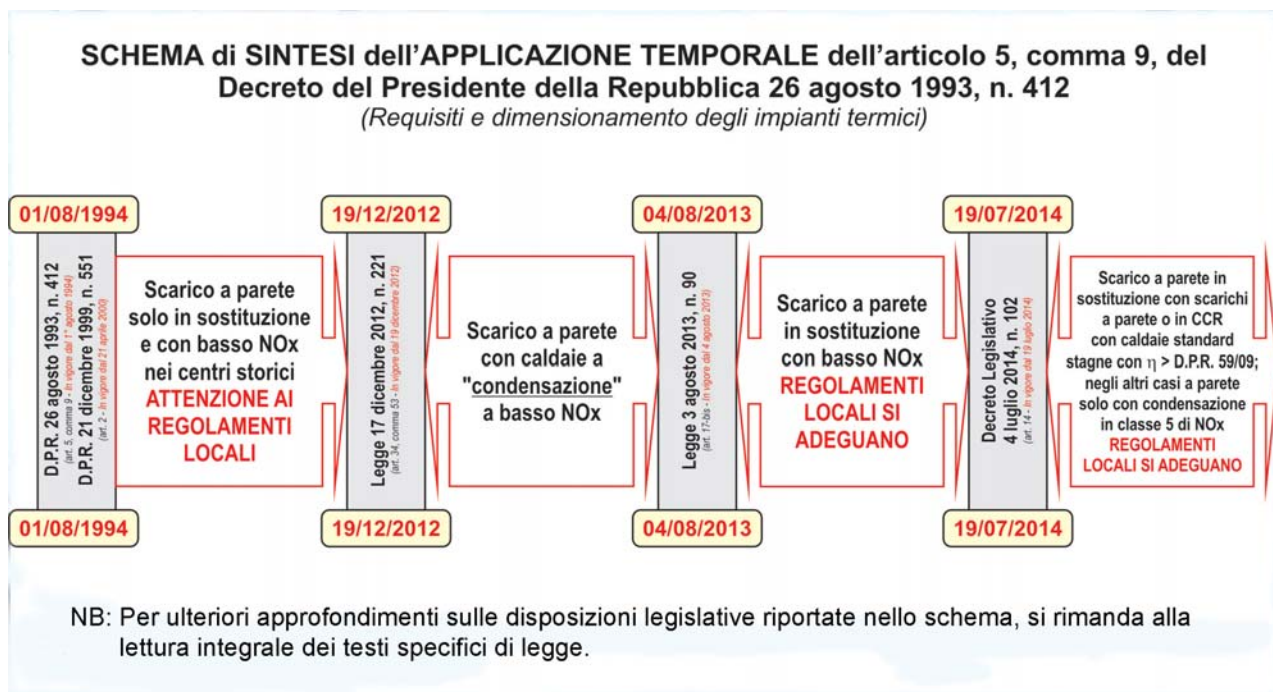 SCHEMA di SINTESI dell'APPLICAZIONE TEMPORALE dell'articolo 5, comma 9, del
Decreto del Presidente della Repubblica 26 agosto 1993, n. 412
(Requisiti e dimensionamento degli impianti termici)
01/08/1994
D.P.R. 26 agosto 1993, n. 412
(art. 5, comma 9 - In vigore dal 1° agosto 1994)
D.P.R. 21 dicembre 1999, n. 551
(art. 2 - In vigore dal 21 aprile 2000)
01/08/1994
Scarico a parete
solo in sostituzione
e con basso NOx
nei centri storici
ATTENZIONE AI
REGOLAMENTI
LOCALI
19/12/2012
Legge 17 dicembre 2012, n. 221
(art. 34, comma 53 - In vigore dal 19 dicembre 2012)
19/12/2012
Scarico a parete
con caldaie a
"condensazione"
a basso NOx
04/08/2013
Legge 3 agosto 2013, n. 90
(art. 17-bis - In vigore dal 4 agosto 2013)
04/08/2013
Scarico a parete
in sostituzione
con basso NOx
REGOLAMENTI
LOCALI SI
ADEGUANO
19/07/2014
Decreto Legislativo
4 luglio 2014, n. 102
(art. 14 - In vigore dal 19 luglio 2014)
19/07/2014
Scarico a parete in
sostituzione con scarichi
a parete o in CCR
con caldaie standard
stagne con η > D.P.R. 59/09;
negli altri casi a parete
solo con condensazione
in classe 5 di NOx
REGOLAMENTI
LOCALI SI ADEGUANO
NB: Per ulteriori approfondimenti sulle disposizioni legislative riportate nello schema, si rimanda alla
lettura integrale dei testi specifici di legge.